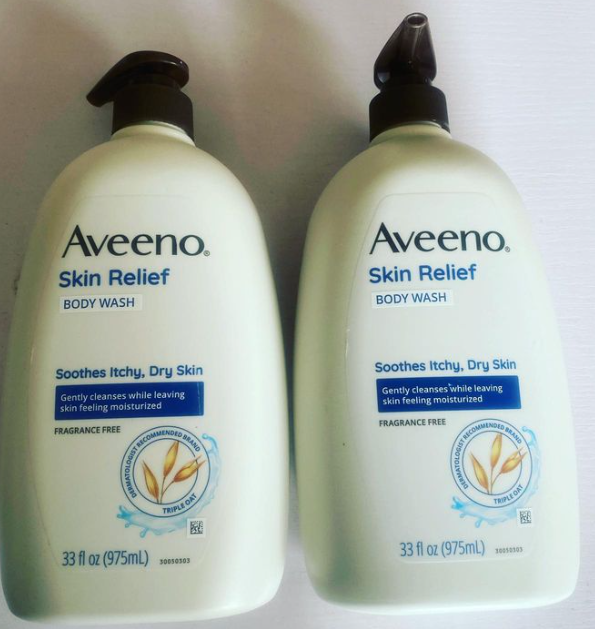 Aveeno®
Skin Relief
BODY WASH
Soothes Itchy, Dry Skin
Gently cleanses while leaving
skin feeling moisturized
FRAGRANCE FREE
DERMATOLOGIST RECOMMENDED BRAND
TRIPLE OAT
33 fl oz (975mL)
30050303
Aveeno®
Skin Relief
BODY WASH
Soothes Itchy, Dry Skin
Gently cleanses while leaving
skin feeling moisturized
FRAGRANCE FREE
DERMATOLOGIST RECOMMENDED BRAND
TRIPLE OAT
33 fl oz (975mL)
30050303